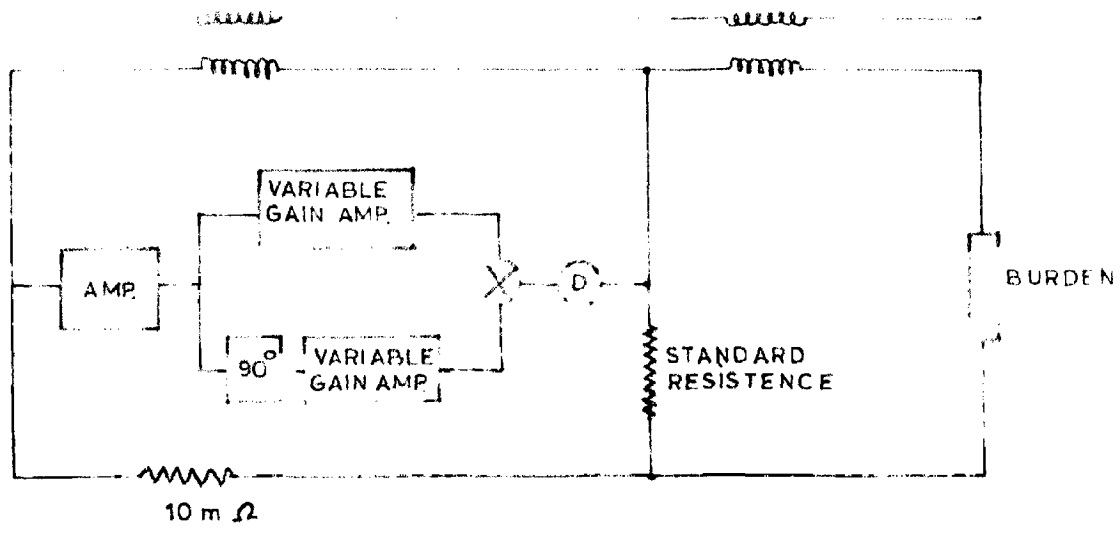 VARIABLE
GAIN AMP.
AMP.
D
BURDEN
90°
VARIABLE
GAIN AMP.
STANDARD
RESISTENCE
10 m Ω